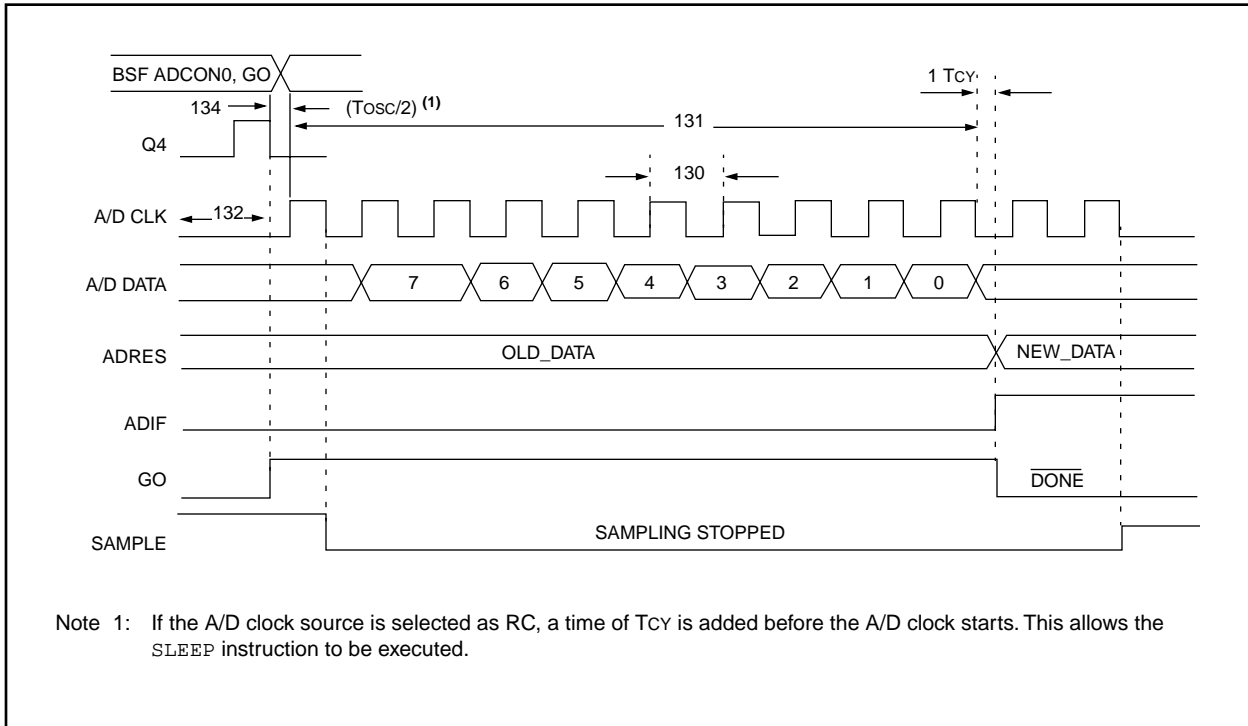 BSF ADCON0, GO
134
(TOSC/2) (1)
1 TCY
131
Q4
130
A/D CLK
132
A/D DATA
7 6 5 4 3 2 1 0
ADRES
OLD_DATA
NEW_DATA
ADIF
GO
DONE
SAMPLE
SAMPLING STOPPED
Note 1: If the A/D clock source is selected as RC, a time of TCY is added before the A/D clock starts. This allows the
SLEEP instruction to be executed.